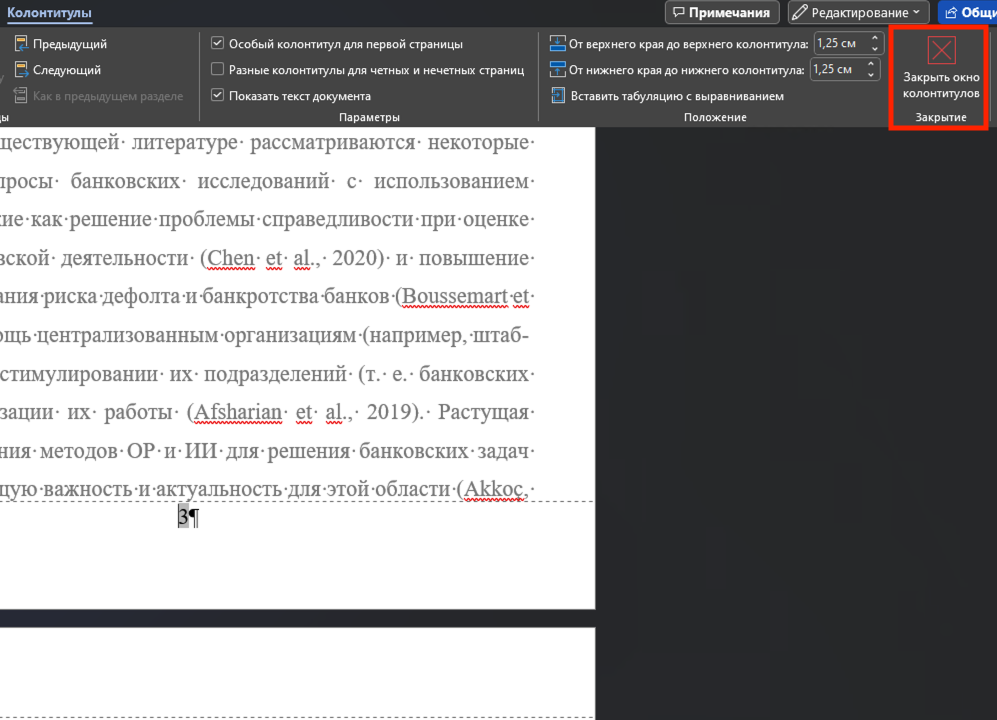 Колонтитулы
Примечания
Редактирование
Предыдущий
Следующий
Как в предыдущем разделе
Особый колонтитул для первой страницы
Разные колонтитулы для четных и нечетных страниц
Показать текст документа
Параметры
От верхнего края до верхнего колонтитула: 1,25 см
От нижнего края до нижнего колонтитула: 1,25 см
Вставить табуляцию с выравниванием
Положение
Закрыть окно
колонтитулов
Закрытие
ществующей· литературе· рассматриваются· некоторые·
просы· банковских· исследований· с· использованием·
ие·как·решение·проблемы·справедливости·при·оценке·
вской· деятельности· (Chen· et· al.,· 2020)· и· повышение·
ания·риска·дефолта·и·банкротства·банков·(Boussemart·et·
ощь·централизованным·организациям·(например,·штаб-
стимулировании· их· подразделений· (т.· е.· банковских·
зации· их· работы· (Afsharian· et· al.,· 2019).· Растущая·
ния·методов·ОР·и·ИИ·для·решения·банковских·задач·
щую·важность·и·актуальность·для·этой·области·(Akkoç,·
3¶